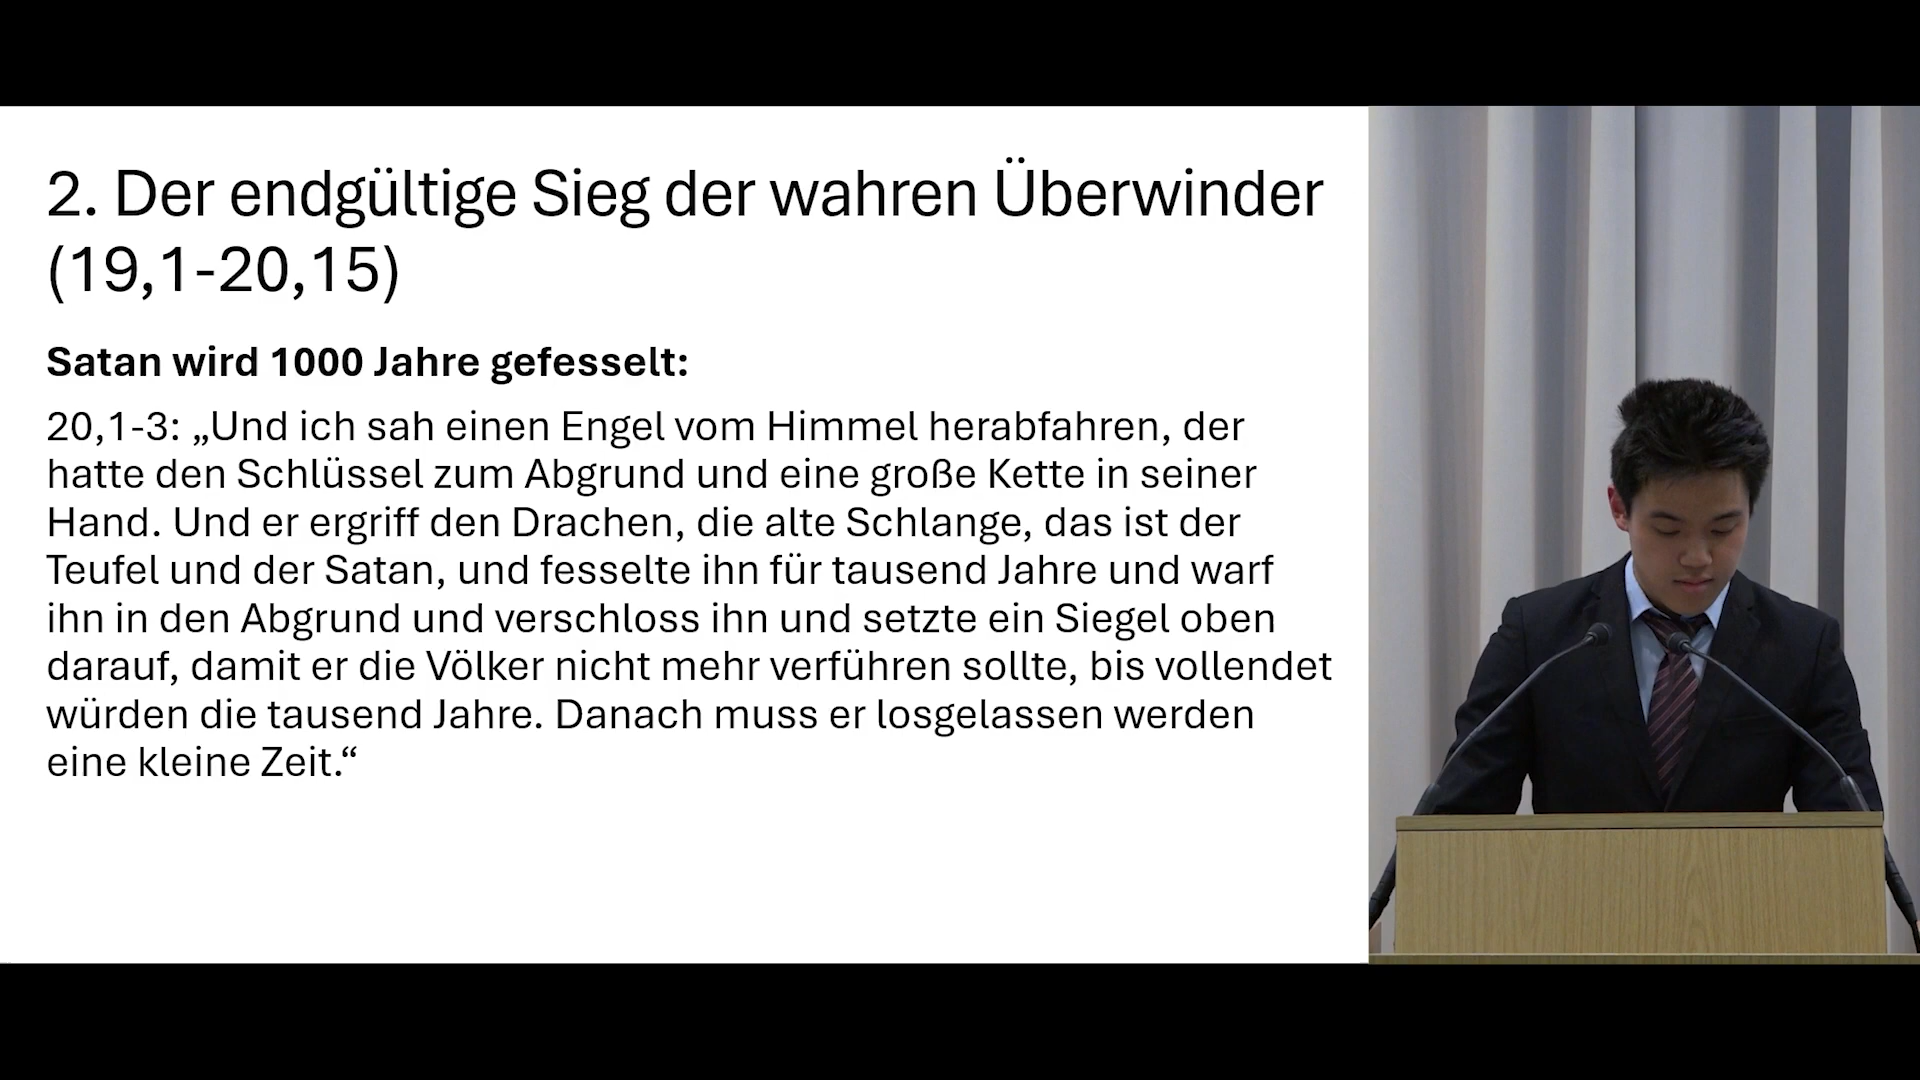 2. Der endgültige Sieg der wahren Überwinder
(19,1-20,15)
Satan wird 1000 Jahre gefesselt:
20,1-3: „Und ich sah einen Engel vom Himmel herabfahren, der
hatte den Schlüssel zum Abgrund und eine große Kette in seiner
Hand. Und er ergriff den Drachen, die alte Schlange, das ist der
Teufel und der Satan, und fesselte ihn für tausend Jahre und warf
ihn in den Abgrund und verschloss ihn und setzte ein Siegel oben
darauf, damit er die Völker nicht mehr verführen sollte, bis vollendet
würden die tausend Jahre. Danach muss er losgelassen werden
eine kleine Zeit.“